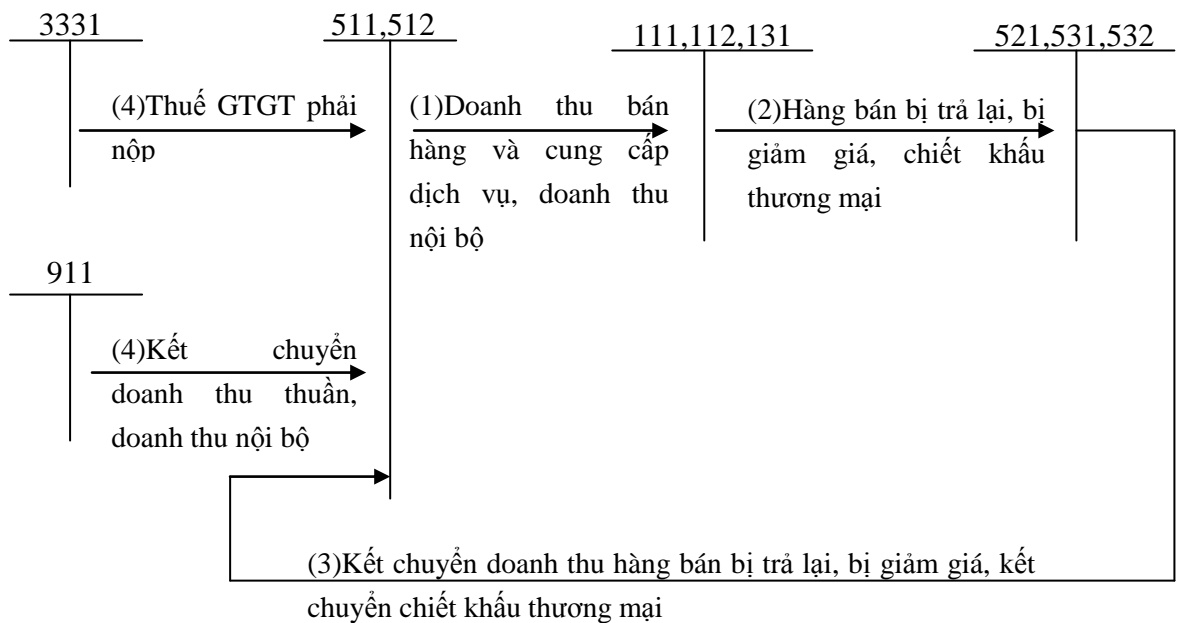 3331
511,512
111,112,131
521,531,532
(4)Thuế GTGT phải
nộp
(1)Doanh thu bán
hàng và cung cấp
dịch vụ, doanh thu
nội bộ
(2)Hàng bán bị trả lại, bị
giảm giá, chiết khấu
thương mại
911
(4)Kết chuyển
doanh thu thuần,
doanh thu nội bộ
(3)Kết chuyển doanh thu hàng bán bị trả lại, bị giảm giá, kết
chuyển chiết khấu thương mại